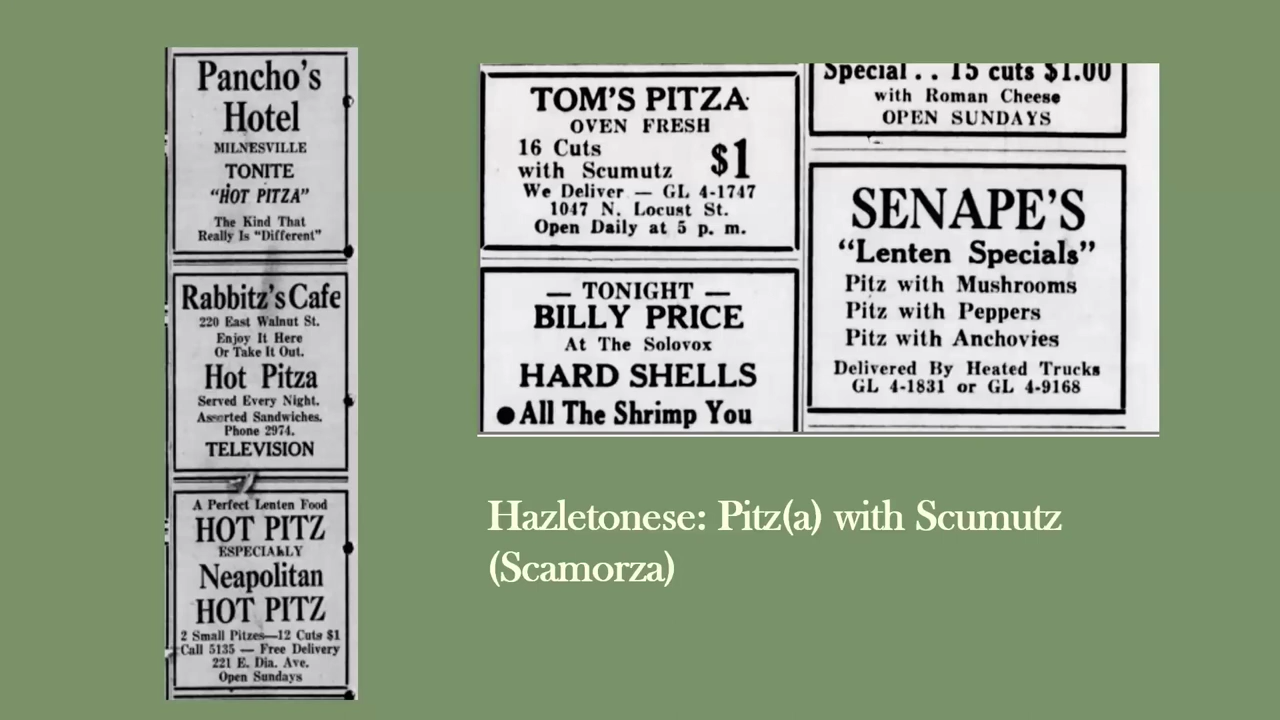 Pancho's
Hotel
MILNESVILLE
TONITE
"HOT PITZA"
The Kind That
Really Is "Different"
Rabbitz's Cafe
220 East Walnut St.
Enjoy It Here
Or Take It Out.
Hot Pitza
Served Every Night.
Assorted Sandwiches.
Phone 2974.
TELEVISION
A Perfect Lenten Food
HOT PITZ
ESPECIALLY
Neapolitan
HOT PITZ
2 Small Pitzes—12 Cuts $1
Call 5135 — Free Delivery
221 E. Dia. Ave.
Open Sundays
TOM'S PITZA
OVEN FRESH
16 Cuts
with Scumutz $1
We Deliver — GL 4-1747
1047 N. Locust St.
Open Daily at 5 p. m.
— TONIGHT —
BILLY PRICE
At The Solovox
HARD SHELLS
●All The Shrimp You
Special . . 15 cuts $1.00
with Roman Cheese
OPEN SUNDAYS
SENAPE'S
"Lenten Specials"
Pitz with Mushrooms
Pitz with Peppers
Pitz with Anchovies
Delivered By Heated Trucks
GL 4-1831 or GL 4-9168
Hazletonese: Pitz(a) with Scumutz
(Scamorza)